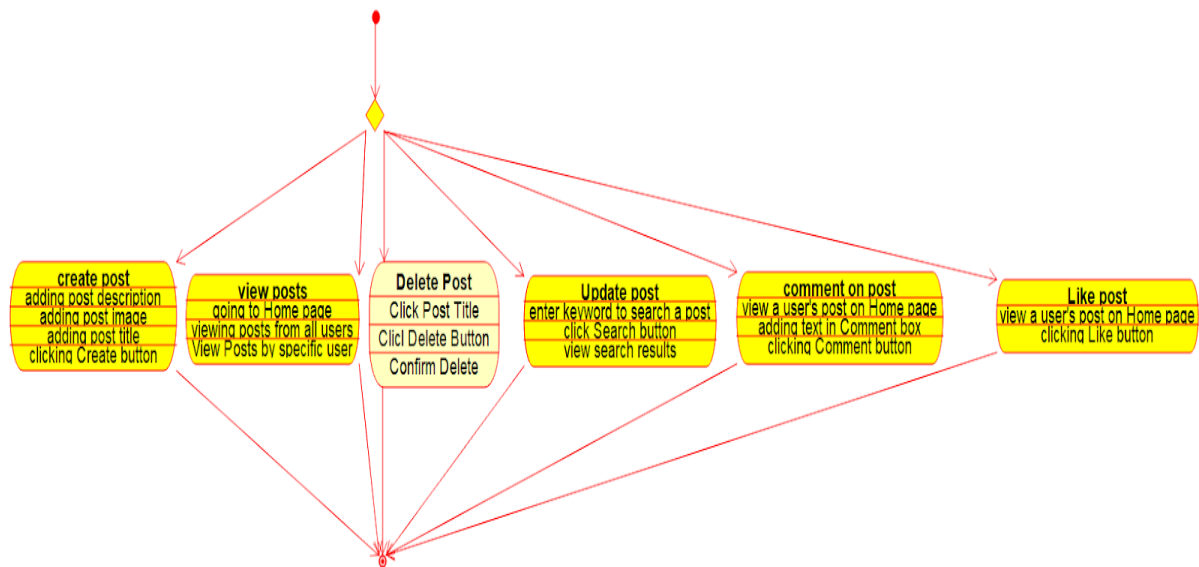 create post
adding post description
adding post image
adding post title
clicking Create button
view posts
going to Home page
viewing posts from all users
View Posts by specific user
Delete Post
Click Post Title
Clicl Delete Button
Confirm Delete
Update post
enter keyword to search a post
click Search button
view search results
comment on post
view a user's post on Home page
adding text in Comment box
clicking Comment button
Like post
view a user's post on Home page
clicking Like button